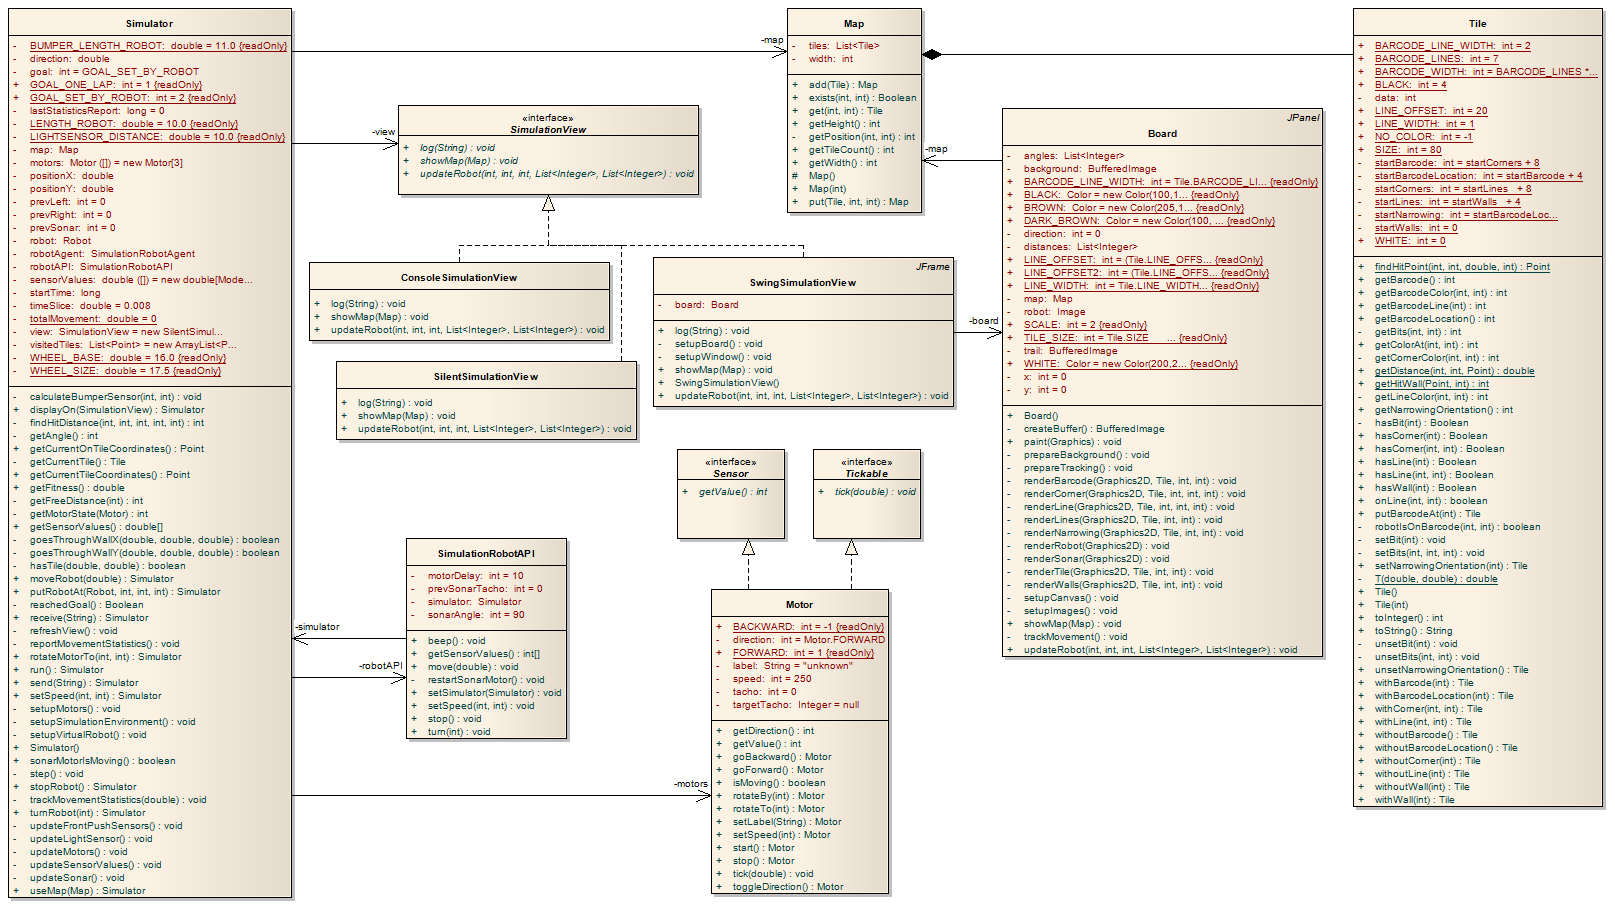 Simulator
- BUMPER_LENGTH_ROBOT: double = 11.0 {readOnly}
- direction: double
- goal: int = GOAL_SET_BY_ROBOT
+ GOAL_ONE_LAP: int = 1 {readOnly}
+ GOAL_SET_BY_ROBOT: int = 2 {readOnly}
- lastStatisticsReport: long = 0
- LENGTH_ROBOT: double = 10.0 {readOnly}
- LIGHTSENSOR_DISTANCE: double = 10.0 {readOnly}
- map: Map
- motors: Motor ([]) = new Motor[3]
- positionX: double
- positionY: double
- prevLeft: int = 0
- prevRight: int = 0
- prevSonar: int = 0
- robot: Robot
- robotAgent: SimulationRobotAgent
- robotAPI: SimulationRobotAPI
- sensorValues: double ([]) = new double[Mode...
- startTime: long
- timeSlice: double = 0.008
- totalMovement: double = 0
- view: SimulationView = new SilentSimul...
- visitedTiles: List<Point> = new ArrayList<P...
- WHEEL_BASE: double = 16.0 {readOnly}
- WHEEL_SIZE: double = 17.5 {readOnly}
- calculateBumperSensor(int, int) : void
+ displayOn(SimulationView) : Simulator
- findHitDistance(int, int, int, int, int) : int
- getAngle() : int
+ getCurrentOnTileCoordinates() : Point
- getCurrentTile() : Tile
+ getCurrentTileCoordinates() : Point
+ getFitness() : double
- getFreeDistance(int) : int
- getMotorState(Motor) : int
+ getSensorValues() : double[]
- goesThroughWallX(double, double, double) : boolean
- goesThroughWallY(double, double, double) : boolean
- hasTile(double, double) : boolean
+ moveRobot(double) : Simulator
+ putRobotAt(Robot, int, int, int) : Simulator
- reachedGoal() : Boolean
+ receive(String) : Simulator
- refreshView() : void
- reportMovementStatistics() : void
+ rotateMotorTo(int, int) : Simulator
+ run() : Simulator
+ send(String) : Simulator
+ setSpeed(int, int) : Simulator
- setupMotors() : void
- setupSimulationEnvironment() : void
- setupVirtualRobot() : void
+ Simulator()
+ sonarMotorIsMoving() : boolean
- step() : void
+ stopRobot() : Simulator
- trackMovementStatistics(double) : void
+ turnRobot(int) : Simulator
- updateFrontPushSensors() : void
- updateLightSensor() : void
- updateMotors() : void
- updateSensorValues() : void
- updateSonar() : void
+ useMap(Map) : Simulator
-map
-view
«interface»
SimulationView
+ log(String) : void
+ showMap(Map) : void
+ updateRobot(int, int, int, List<Integer>, List<Integer>) : void
ConsoleSimulationView
+ log(String) : void
+ showMap(Map) : void
+ updateRobot(int, int, int, List<Integer>, List<Integer>) : void
SilentSimulationView
+ log(String) : void
+ showMap(Map) : void
+ updateRobot(int, int, int, List<Integer>, List<Integer>) : void
JFrame
SwingSimulationView
- board: Board
+ log(String) : void
- setupBoard() : void
- setupWindow() : void
+ showMap(Map) : void
+ SwingSimulationView()
+ updateRobot(int, int, int, List<Integer>, List<Integer>) : void
-board
Map
- tiles: List<Tile>
- width: int
+ add(Tile) : Map
+ exists(int, int) : Boolean
+ get(int, int) : Tile
+ getHeight() : int
- getPosition(int, int) : int
+ getTileCount() : int
+ getWidth() : int
# Map()
+ Map(int)
+ put(Tile, int, int) : Map
-map
JPanel
Board
- angles: List<Integer>
- background: BufferedImage
+ BARCODE_LINE_WIDTH: int = Tile.BARCODE_LI... {readOnly}
+ BLACK: Color = new Color(100,1... {readOnly}
+ BROWN: Color = new Color(205,1... {readOnly}
+ DARK_BROWN: Color = new Color(100, ... {readOnly}
- direction: int = 0
- distances: List<Integer>
+ LINE_OFFSET: int = (Tile.LINE_OFFS... {readOnly}
+ LINE_OFFSET2: int = (Tile.LINE_OFFS... {readOnly}
+ LINE_WIDTH: int = Tile.LINE_WIDTH... {readOnly}
- map: Map
- robot: Image
+ SCALE: int = 2 {readOnly}
+ TILE_SIZE: int = Tile.SIZE ... {readOnly}
- trail: BufferedImage
+ WHITE: Color = new Color(200,2... {readOnly}
- x: int = 0
- y: int = 0
+ Board()
- createBuffer() : BufferedImage
+ paint(Graphics) : void
- prepareBackground() : void
- prepareTracking() : void
- renderBarcode(Graphics2D, Tile, int, int) : void
- renderCorner(Graphics2D, Tile, int, int, int) : void
- renderLine(Graphics2D, Tile, int, int, int) : void
- renderLines(Graphics2D, Tile, int, int) : void
- renderNarrowing(Graphics2D, Tile, int, int) : void
- renderRobot(Graphics2D) : void
- renderSonar(Graphics2D) : void
- renderTile(Graphics2D, Tile, int, int) : void
- renderWalls(Graphics2D, Tile, int, int) : void
- setupCanvas() : void
- setupImages() : void
+ showMap(Map) : void
- trackMovement() : void
+ updateRobot(int, int, int, List<Integer>, List<Integer>) : void
Tile
+ BARCODE_LINE_WIDTH: int = 2
+ BARCODE_LINES: int = 7
+ BARCODE_WIDTH: int = BARCODE_LINES *...
+ BLACK: int = 4
- data: int
+ LINE_OFFSET: int = 20
+ LINE_WIDTH: int = 1
+ NO_COLOR: int = -1
+ SIZE: int = 80
- startBarcode: int = startCorners + 8
- startBarcodeLocation: int = startBarcode + 4
- startCorners: int = startLines + 8
- startLines: int = startWalls + 4
- startNarrowing: int = startBarcodeLoc...
- startWalls: int = 0
+ WHITE: int = 0
+ findHitPoint(int, int, double, int) : Point
+ getBarcode() : int
+ getBarcodeColor(int, int) : int
+ getBarcodeLine(int) : int
+ getBarcodeLocation() : int
- getBits(int, int) : int
+ getColorAt(int, int) : int
- getCornerColor(int, int) : int
+ getDistance(int, int, Point) : double
+ getHitWall(Point, int) : int
- getLineColor(int, int) : int
+ getNarrowingOrientation() : int
- hasBit(int) : Boolean
+ hasCorner(int) : Boolean
+ hasCorner(int, int) : Boolean
+ hasLine(int) : Boolean
+ hasLine(int, int) : Boolean
+ hasWall(int) : Boolean
- onLine(int, int) : boolean
+ putBarcodeAt(int) : Tile
- robotIsOnBarcode(int, int) : boolean
- setBit(int) : void
- setBits(int, int) : void
+ setNarrowingOrientation(int) : Tile
- T(double, double) : double
+ Tile()
+ Tile(int)
+ toInteger() : int
+ toString() : String
- unsetBit(int) : void
- unsetBits(int, int) : void
+ unsetNarrowingOrientation() : Tile
+ withBarcode(int) : Tile
+ withBarcodeLocation(int) : Tile
+ withCorner(int, int) : Tile
+ withLine(int, int) : Tile
+ withoutBarcode() : Tile
+ withoutBarcodeLocation() : Tile
+ withoutCorner(int) : Tile
+ withoutLine(int) : Tile
+ withoutWall(int) : Tile
+ withWall(int) : Tile
«interface»
Sensor
+ getValue() : int
«interface»
Tickable
+ tick(double) : void
-simulator
-robotAPI
SimulationRobotAPI
- motorDelay: int = 10
- prevSonarTacho: int = 0
- simulator: Simulator
- sonarAngle: int = 90
+ beep() : void
+ getSensorValues() : int[]
+ move(double) : void
- restartSonarMotor() : void
+ setSimulator(Simulator) : void
+ setSpeed(int, int) : void
+ stop() : void
+ turn(int) : void
-motors
Motor
+ BACKWARD: int = -1 {readOnly}
- direction: int = Motor.FORWARD
+ FORWARD: int = 1 {readOnly}
- label: String = "unknown"
- speed: int = 250
- tacho: int = 0
- targetTacho: Integer = null
+ getDirection() : int
+ getValue() : int
+ goBackward() : Motor
+ goForward() : Motor
+ isMoving() : boolean
+ rotateBy(int) : Motor
+ rotateTo(int) : Motor
+ setLabel(String) : Motor
+ setSpeed(int) : Motor
+ start() : Motor
+ stop() : Motor
+ tick(double) : void
+ toggleDirection() : Motor